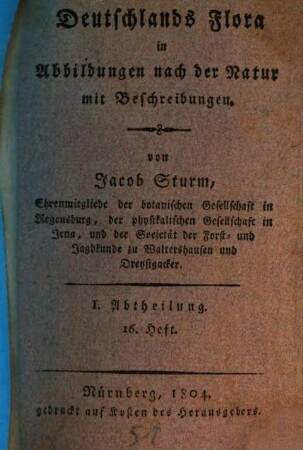 Deutschlands Flora
in
Abbildungen nach der Natur
mit Beschreibungen.
von
Jacob Sturm,
Ehrenmitgliede der botanischen Gesellschaft in
Regensburg, der physikalischen Gesellschaft in
Jena, und der Societät der Forst- und
Jagdkunde zu Waltershausen und
Dreysigacker.
I. Abtheilung.
16. Heft.
Nürnberg, 1804.
gedruckt auf Kosten des Herausgebers.